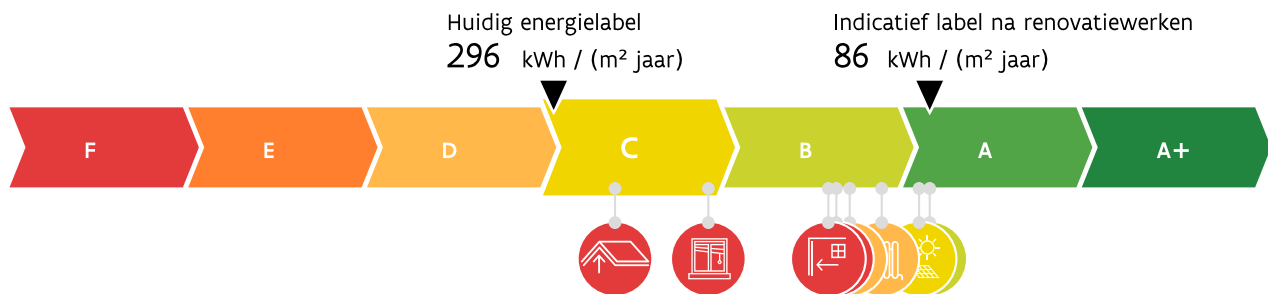 Huidig energielabel
296 kWh / (m² jaar)
Indicatief label na renovatiewerken
86 kWh / (m² jaar)
F E D C B A A+